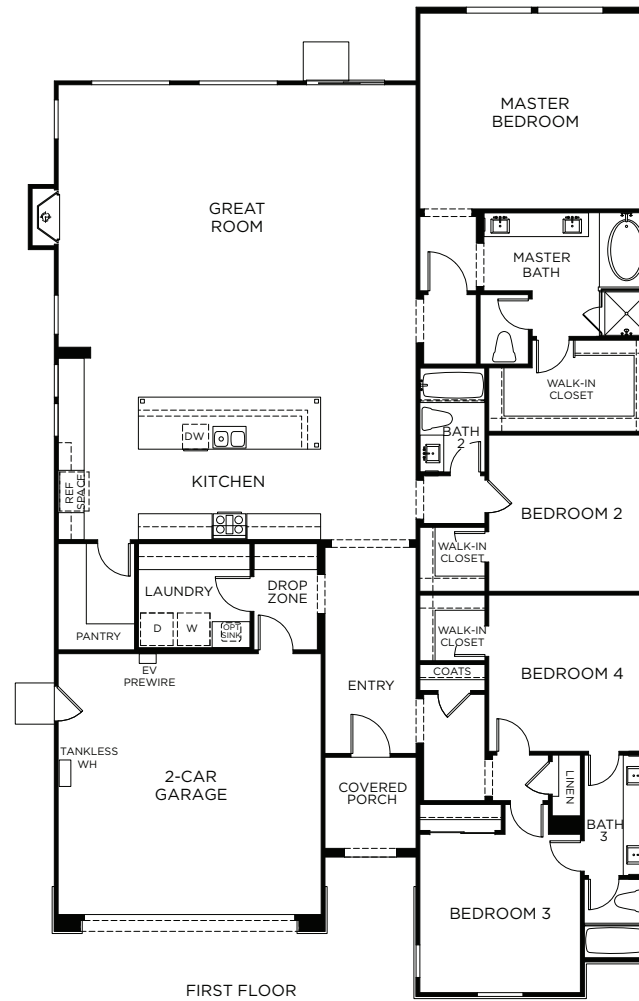 MASTER
BEDROOM
GREAT
ROOM
MASTER
BATH
WALK-IN
CLOSET
DW
BATH
2
KITCHEN
REF.
SPACE
BEDROOM 2
WALK-IN
CLOSET
LAUNDRY
DROP
ZONE
D
W
OPT
SINK
PANTRY
WALK-IN
CLOSET
COATS
BEDROOM 4
EV
PREWIRE
ENTRY
TANKLESS
WH
2-CAR
GARAGE
COVERED
PORCH
LINEN
BATH
3
BEDROOM 3
FIRST FLOOR